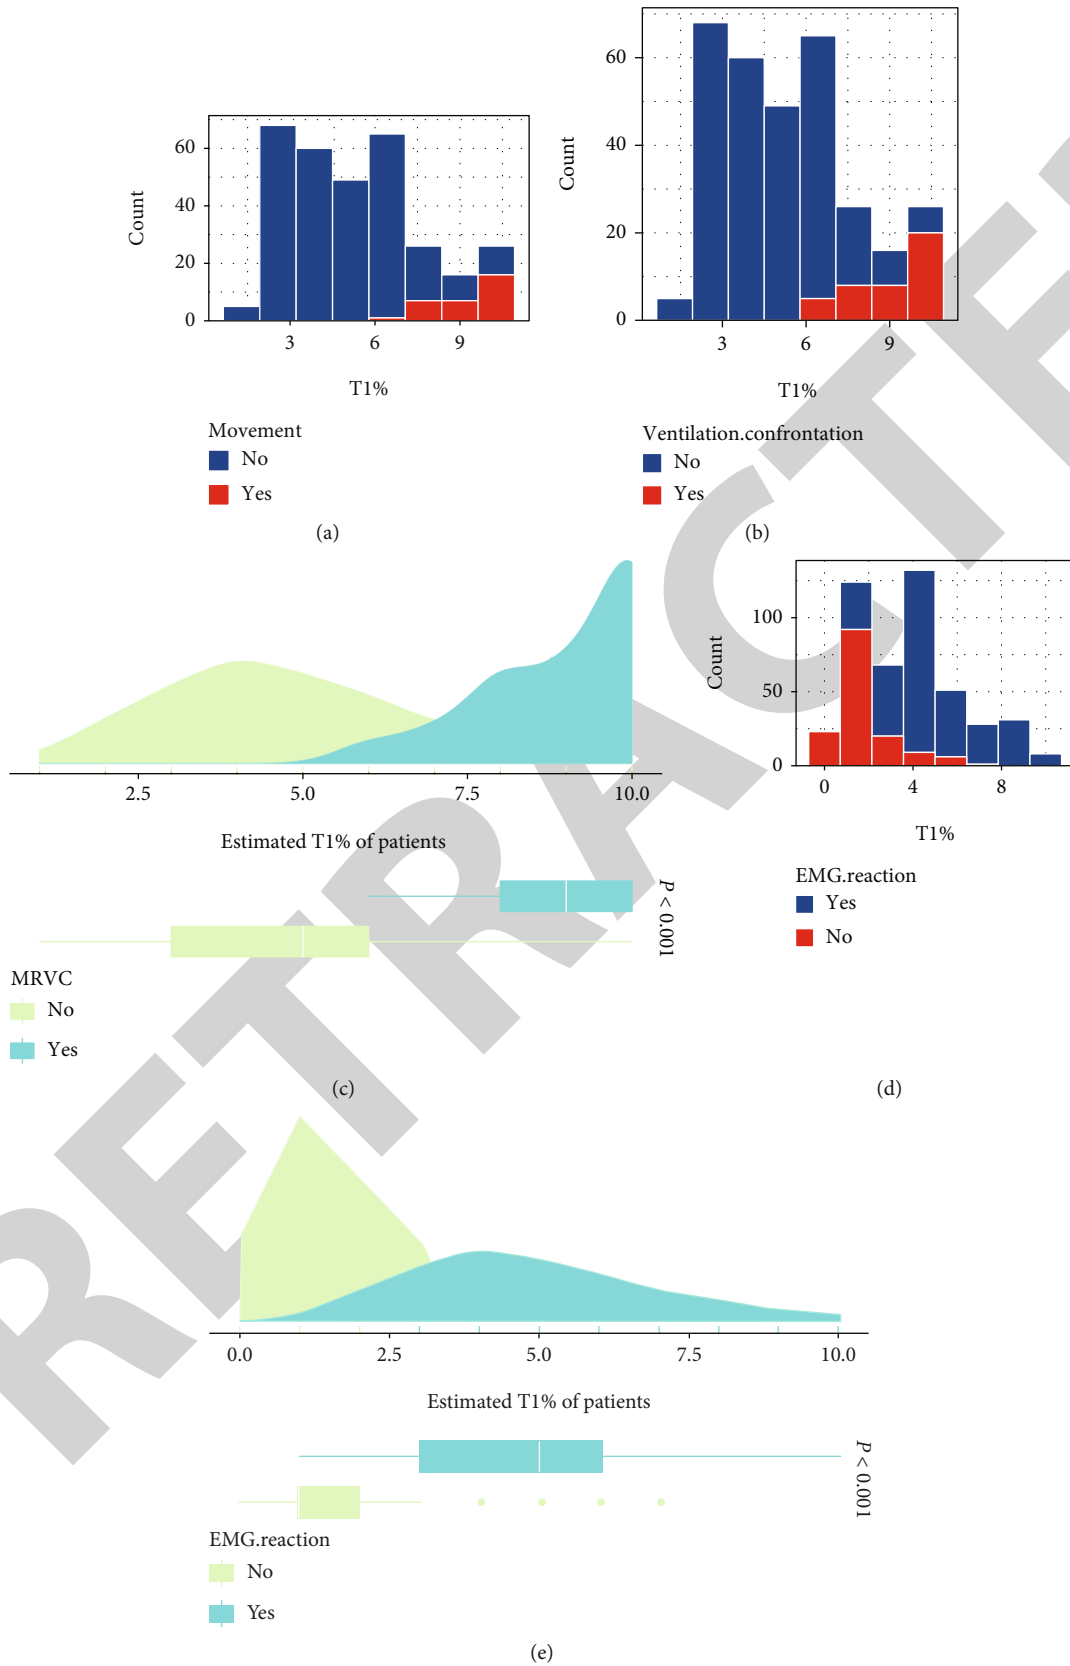 60
40
20
0
Count
3
6
9
T1%
Movement
No
Yes
(a)
60
40
20
0
Count
3
6
9
T1%
Ventilation.confrontation
No
Yes
(b)
2.5
5.0
7.5
10.0
Estimated T1% of patients
P < 0.001
MRVC
No
Yes
(c)
100
50
0
Count
0
4
8
T1%
EMG.reaction
Yes
No
(d)
0.0
2.5
5.0
7.5
10.0
Estimated T1% of patients
P < 0.001
EMG.reaction
No
Yes
(e)
RETRACTE